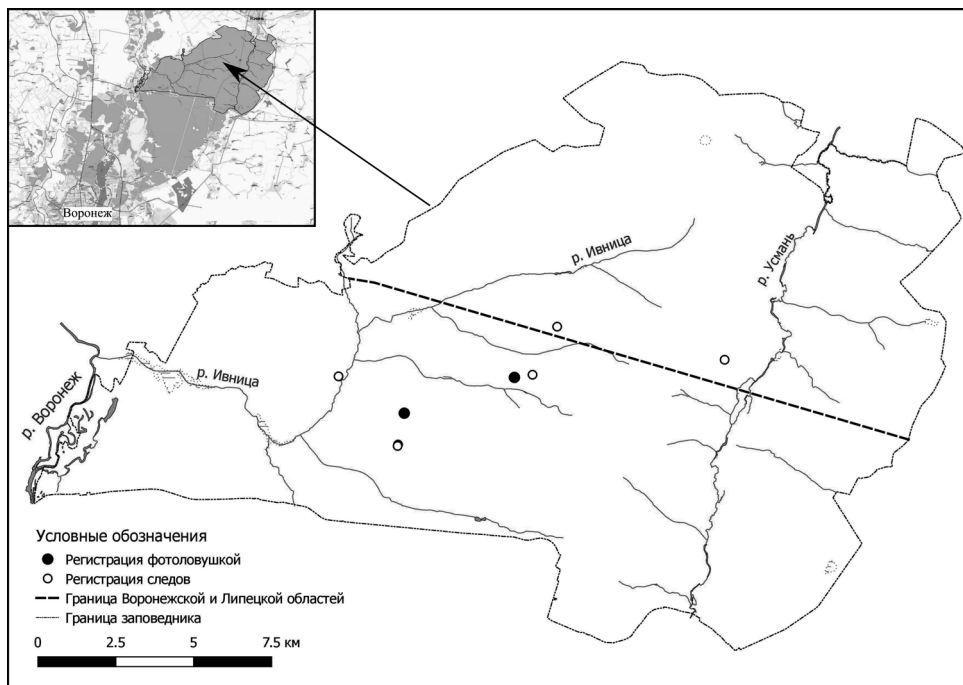 Воронеж
р. Ивница
р. Усмань
р. Ивница
р. Воронеж
Условные обозначения
Регистрация фотоловушкой
Регистрация следов
Граница Воронежской и Липецкой областей
Граница заповедника
0 2.5 5 7.5 км